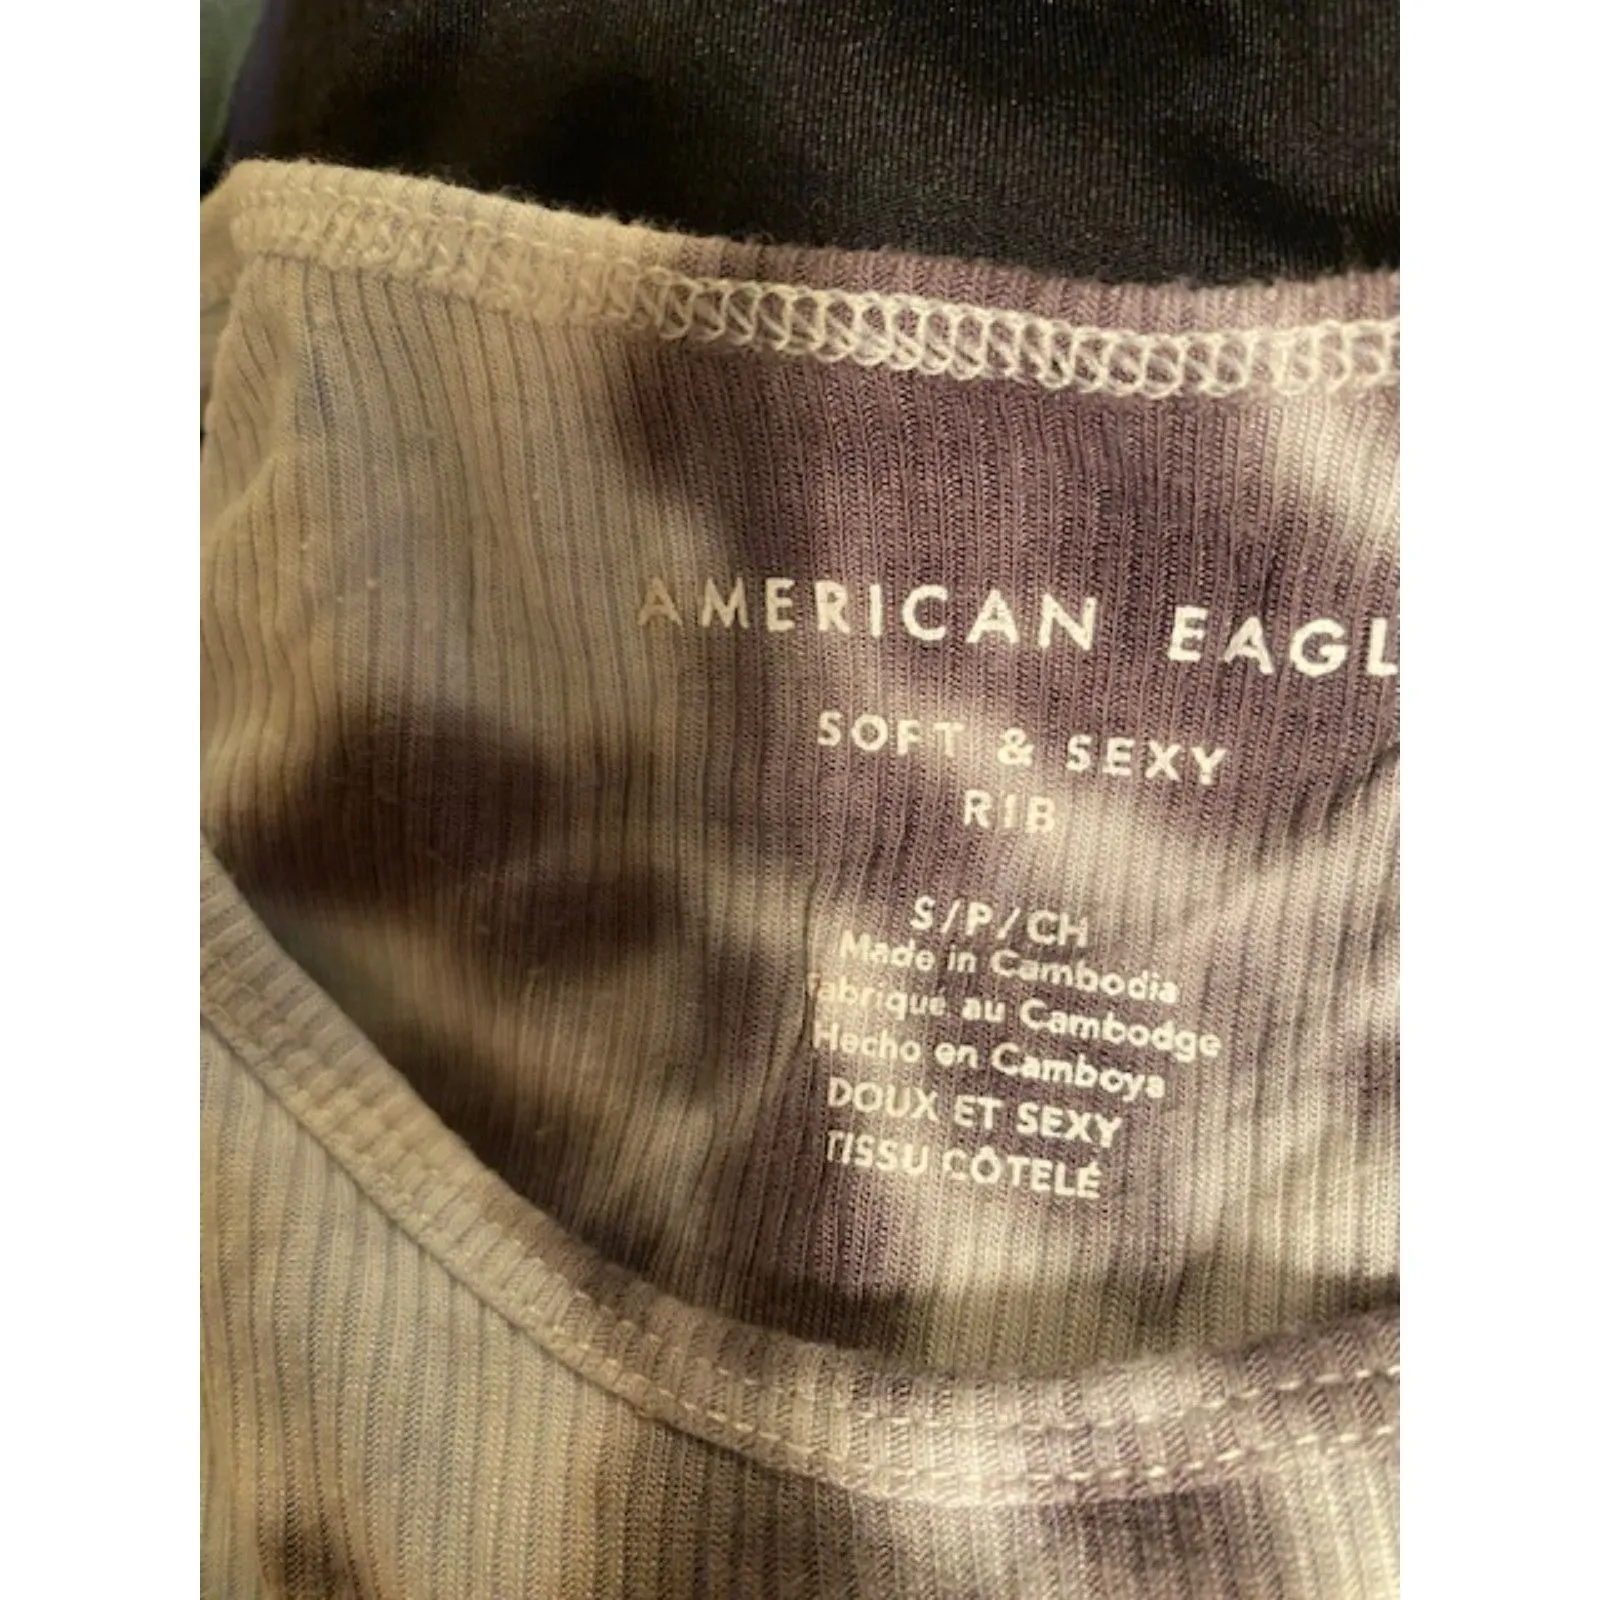 AMERICAN EAGL
SOFT & SEXY
RIB
S/P/CH
Made in Cambodia
Fabriqué au Cambodge
Hecho en Camboya
DOUX ET SEXY
TISSU CÔTELÉ